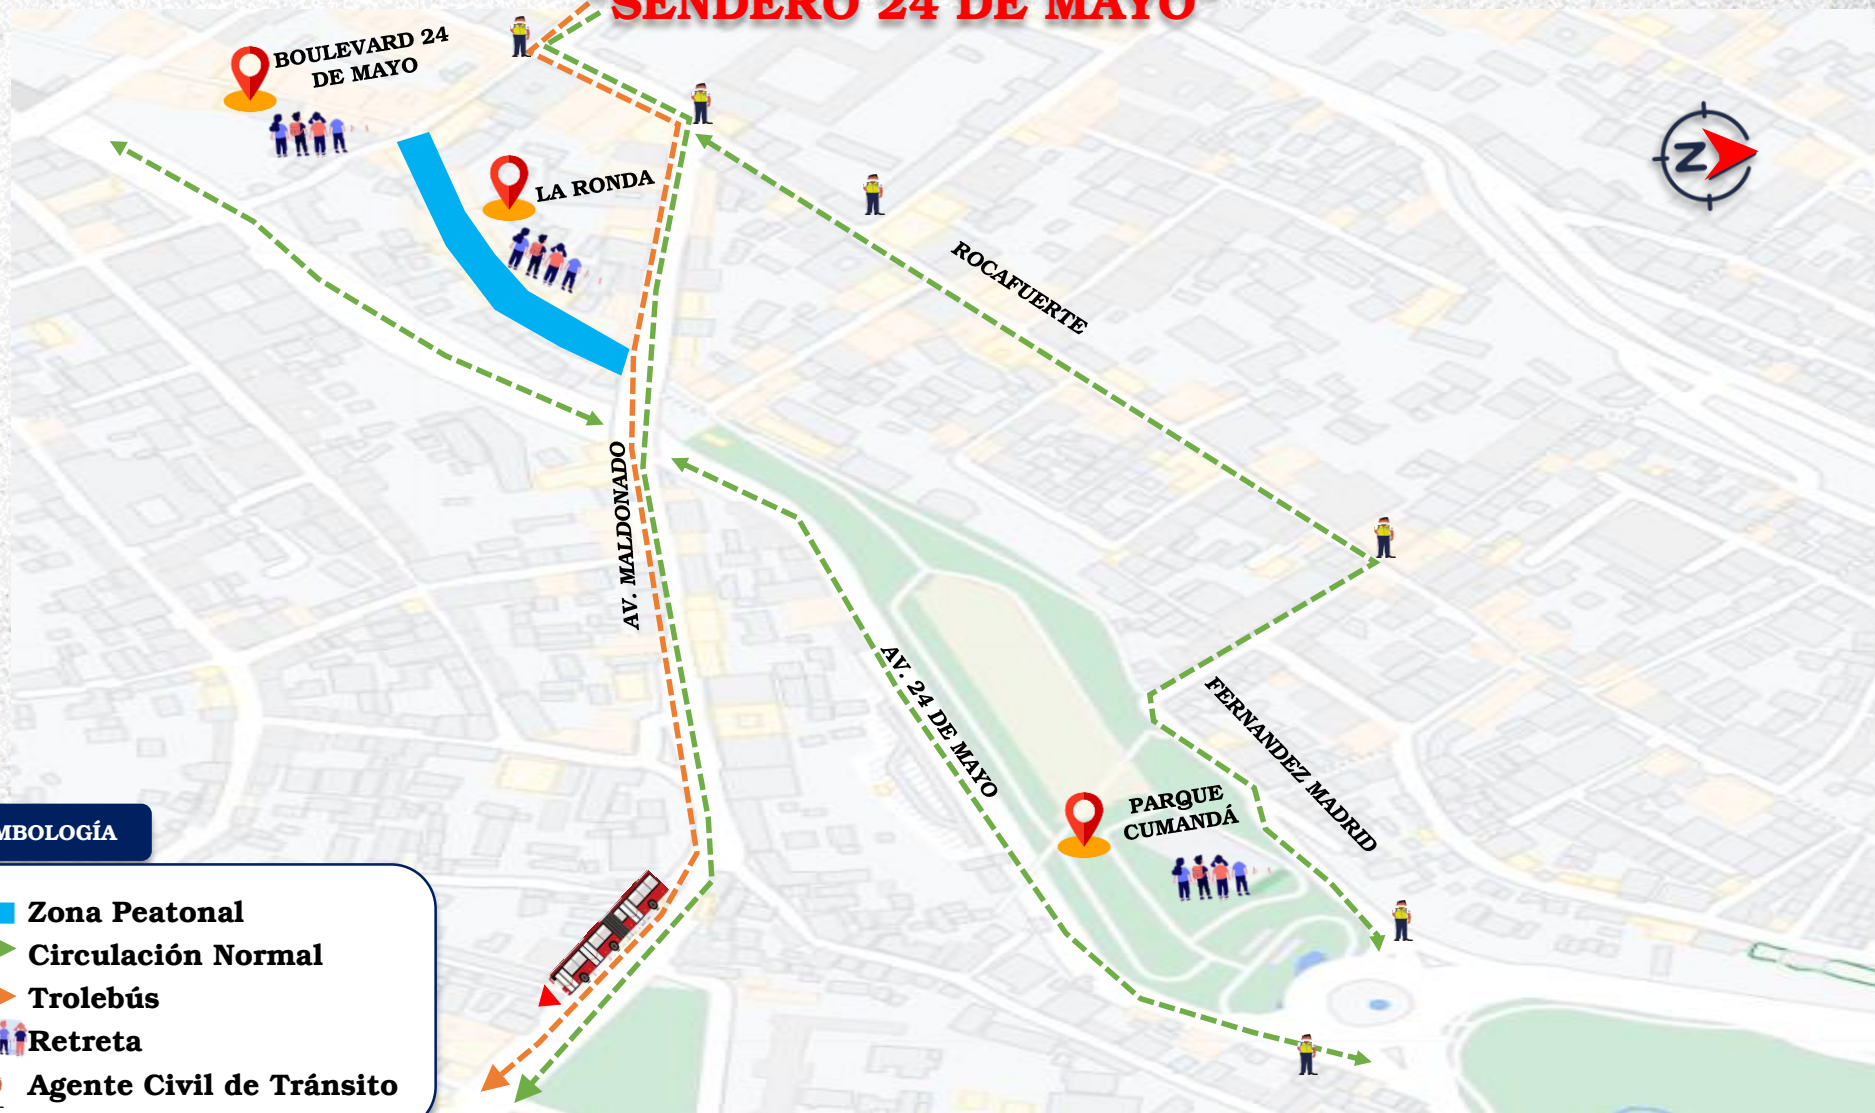 SENDERO 24 DE MAYO
BOULEVARD 24
DE MAYO
LA RONDA
Z
ROCAFUERTE
AV. MALDONADO
AV. 24 DE MAYO
FERNANDEZ MADRID
PARQUE
CUMANDÁ
MBOLOGÍA
Zona Peatonal
Circulación Normal
Trolebús
Retreta
Agente Civil de Tránsito